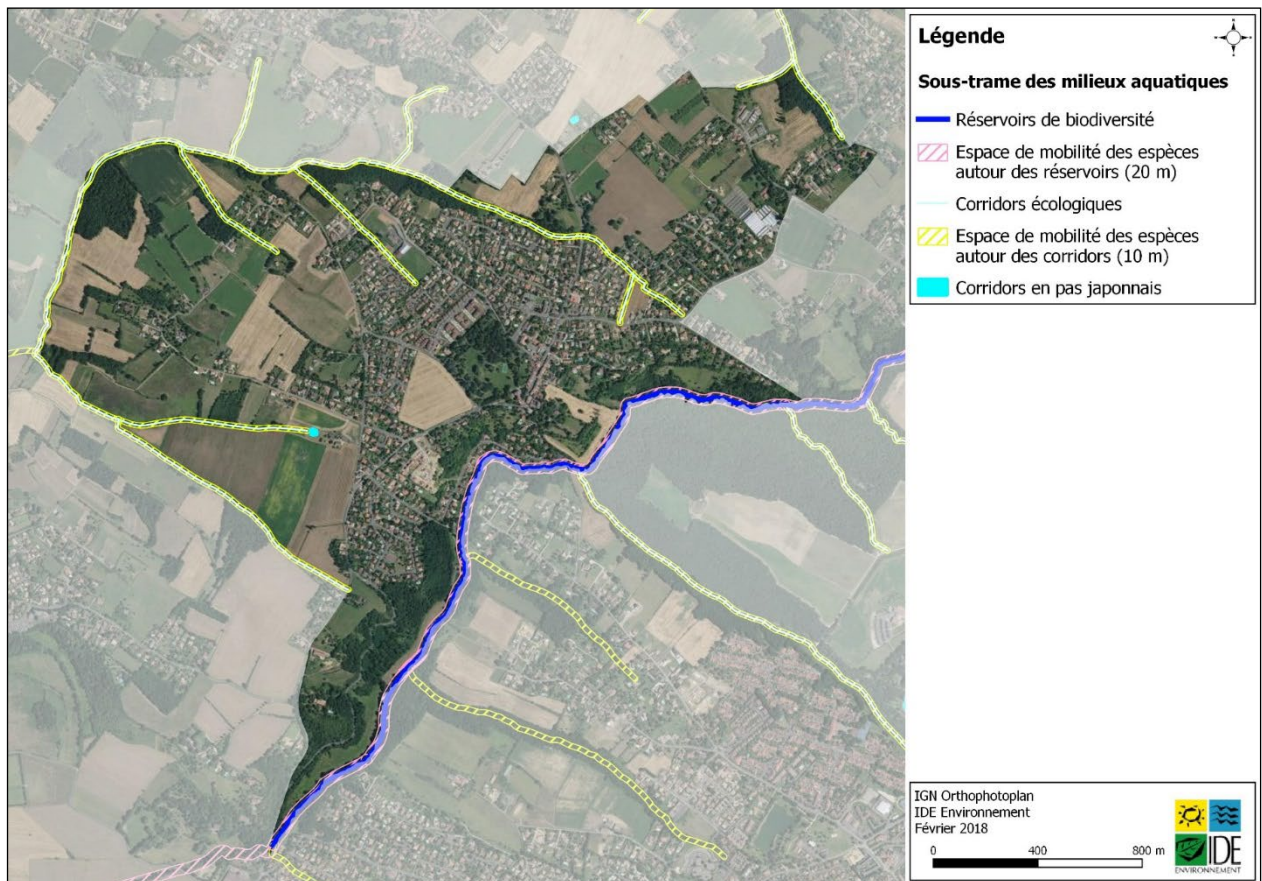 Légende
Sous-trame des milieux aquatiques
Réservoirs de biodiversité
Espace de mobilité des espèces
autour des réservoirs (20 m)
Corridors écologiques
Espace de mobilité des espèces
autour des corridors (10 m)
Corridors en pas japonnais
IGN Orthophotoplan
IDE Environnement
Février 2018
0 400 800 m
IDE
ENVIRONNEMENT